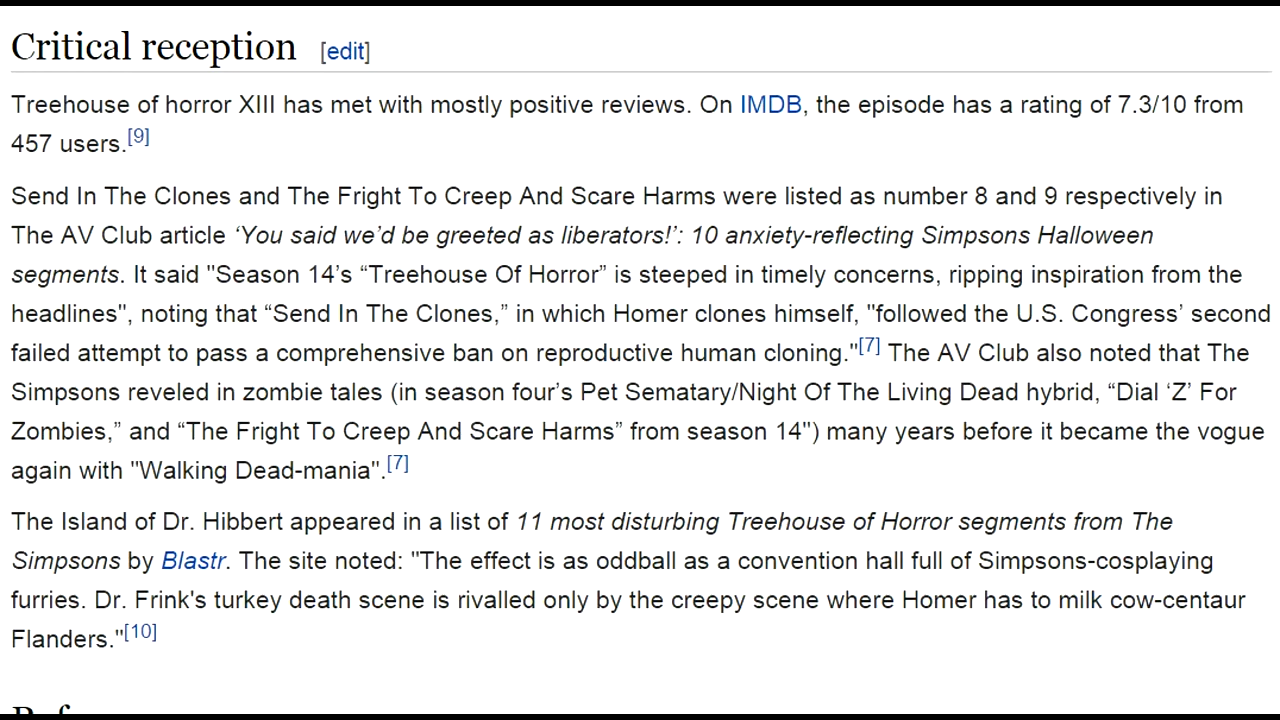 Critical reception [edit]
Treehouse of horror XIII has met with mostly positive reviews. On IMDB, the episode has a rating of 7.3/10 from
457 users.[9]
Send In The Clones and The Fright To Creep And Scare Harms were listed as number 8 and 9 respectively in
The AV Club article ‘You said we’d be greeted as liberators!’: 10 anxiety-reflecting Simpsons Halloween
segments. It said "Season 14’s “Treehouse Of Horror” is steeped in timely concerns, ripping inspiration from the
headlines", noting that “Send In The Clones,” in which Homer clones himself, "followed the U.S. Congress’ second
failed attempt to pass a comprehensive ban on reproductive human cloning."[7] The AV Club also noted that The
Simpsons reveled in zombie tales (in season four’s Pet Sematary/Night Of The Living Dead hybrid, “Dial ‘Z’ For
Zombies,” and “The Fright To Creep And Scare Harms” from season 14") many years before it became the vogue
again with "Walking Dead-mania".[7]
The Island of Dr. Hibbert appeared in a list of 11 most disturbing Treehouse of Horror segments from The
Simpsons by Blastr. The site noted: "The effect is as oddball as a convention hall full of Simpsons-cosplaying
furries. Dr. Frink's turkey death scene is rivalled only by the creepy scene where Homer has to milk cow-centaur
Flanders."[10]